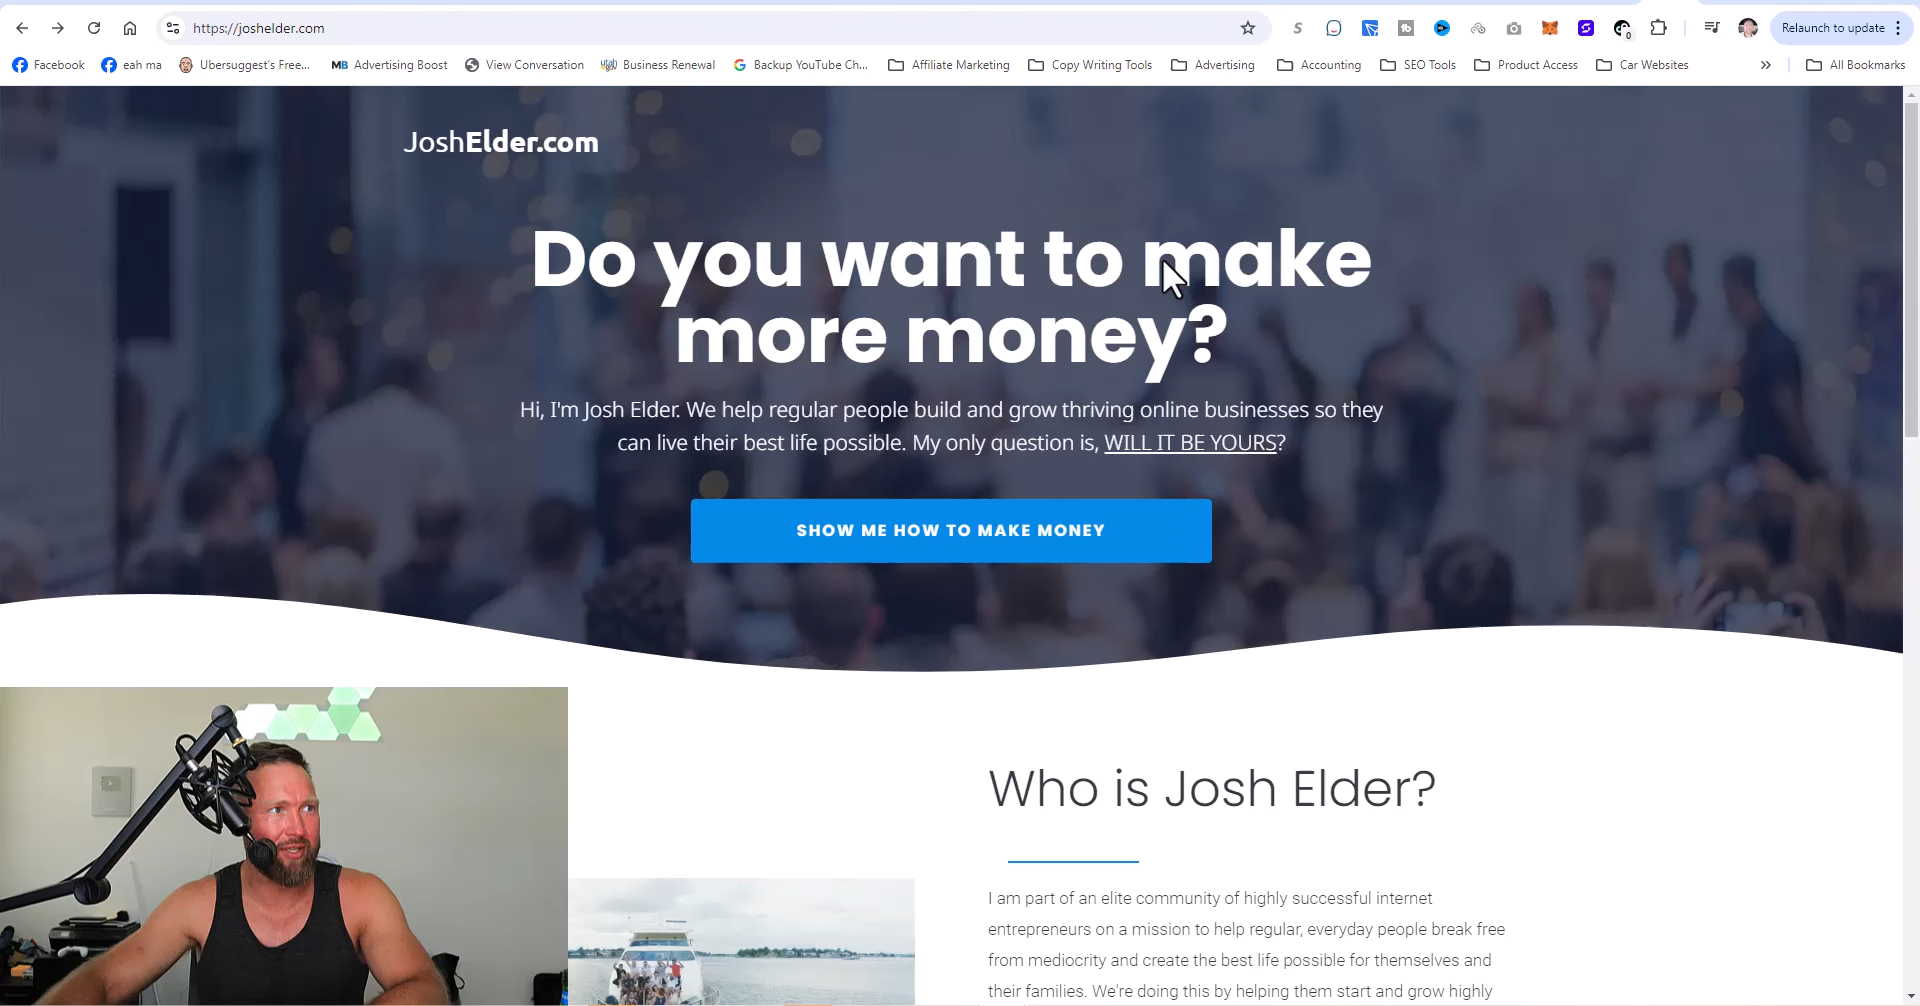 https://joshelder.com
Relaunch to update
Facebook
eah ma
Ubersuggest's Free...
MB Advertising Boost
View Conversation
utah Business Renewal
Backup YouTube Ch...
Affiliate Marketing
Copy Writing Tools
Advertising
Accounting
SEO Tools
Product Access
Car Websites
All Bookmarks
JoshElder.com
Do you want to make
more money?
Hi, I'm Josh Elder. We help regular people build and grow thriving online businesses so they
can live their best life possible. My only question is, WILL IT BE YOURS?
SHOW ME HOW TO MAKE MONEY
Who is Josh Elder?
I am part of an elite community of highly successful internet
entrepreneurs on a mission to help regular, everyday people break free
from mediocrity and create the best life possible for themselves and
their families. We're doing this by helping them start and grow highly